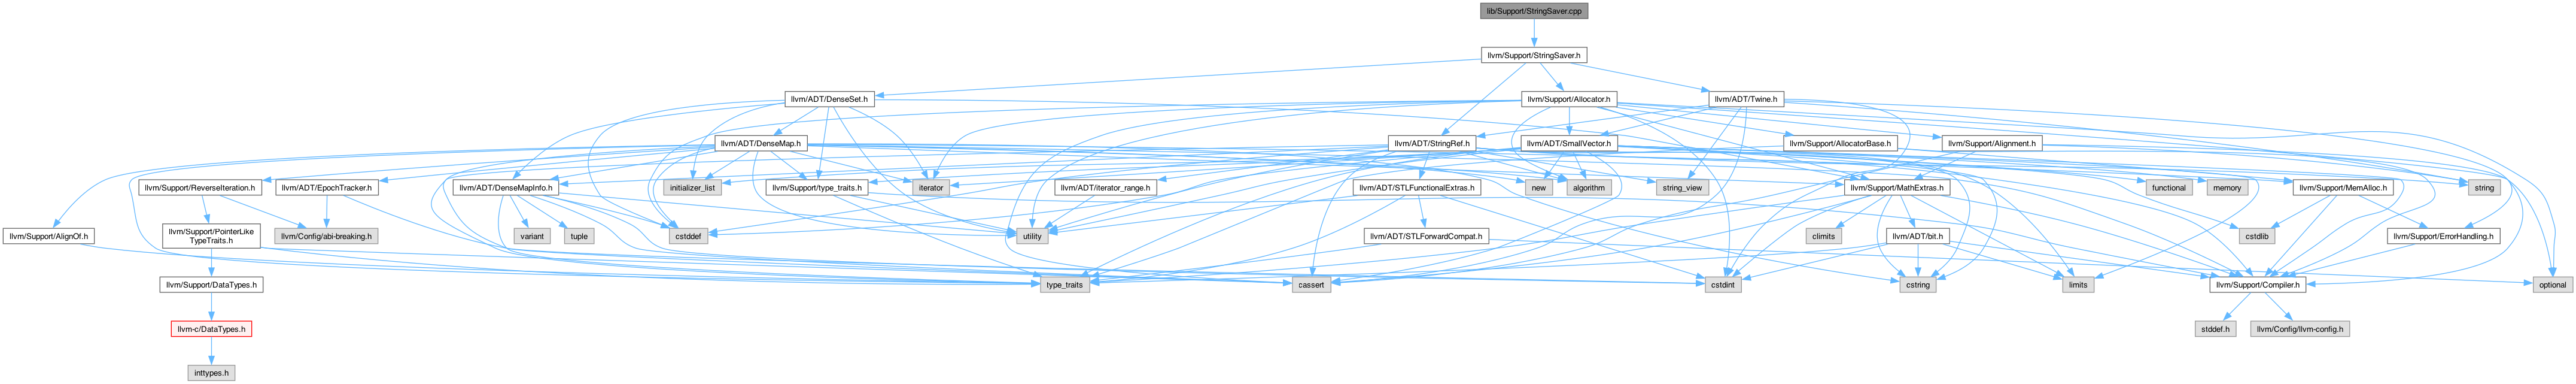 lib/Support/StringSaver.cpp
llvm/Support/StringSaver.h
llvm/ADT/DenseSet.h
llvm/Support/Allocator.h
llvm/ADT/Twine.h
llvm/ADT/DenseMap.h
llvm/ADT/StringRef.h
llvm/ADT/SmallVector.h
llvm/Support/AllocatorBase.h
llvm/Support/Alignment.h
llvm/Support/ReverseIteration.h
llvm/ADT/EpochTracker.h
llvm/ADT/DenseMapInfo.h
initializer_list
llvm/Support/type_traits.h
iterator
llvm/ADT/iterator_range.h
llvm/ADT/STLFunctionalExtras.h
new
algorithm
string_view
llvm/Support/MathExtras.h
functional
memory
llvm/Support/MemAlloc.h
string
llvm/Support/AlignOf.h
llvm/Support/PointerLike
TypeTraits.h
llvm/Config/abi-breaking.h
variant
tuple
cstddef
utility
llvm/ADT/STLForwardCompat.h
climits
llvm/ADT/bit.h
cstdlib
llvm/Support/ErrorHandling.h
llvm/Support/DataTypes.h
type_traits
cassert
cstdint
cstring
limits
llvm/Support/Compiler.h
optional
llvm-c/DataTypes.h
stddef.h
llvm/Config/llvm-config.h
inttypes.h